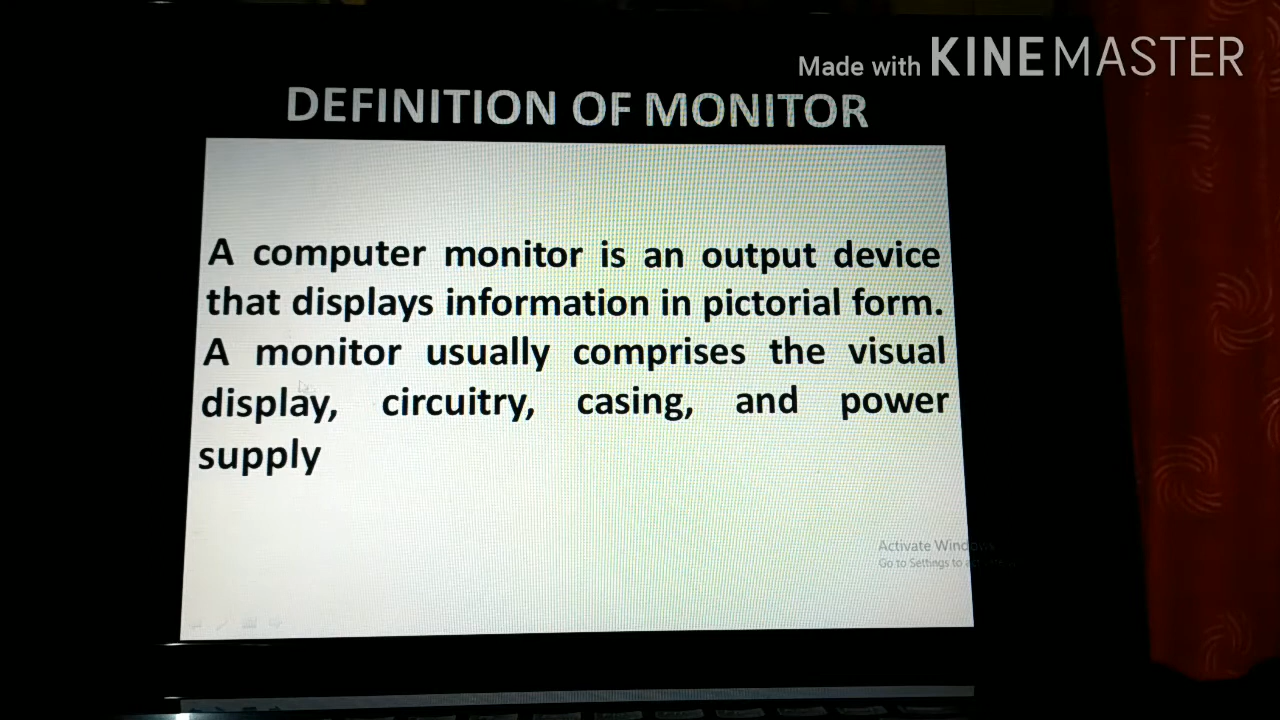 Made with KINEMASTER
DEFINITION OF MONITOR
A computer monitor is an output device
that displays information in pictorial form.
A monitor usually comprises the visual
display, circuitry, casing, and power
supply
Activate Windows
Go to Settings to